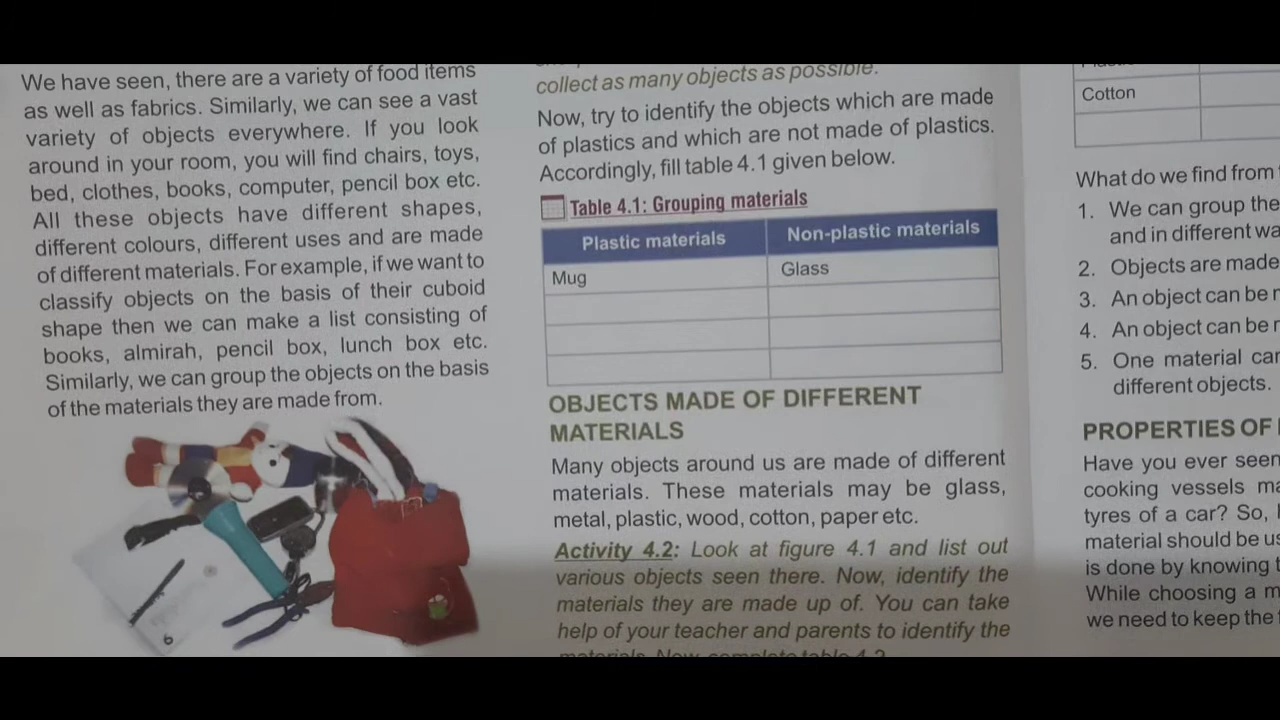 We have seen, there are a variety of food items
as well as fabrics. Similarly, we can see a vast
variety of objects everywhere. If you look
around in your room, you will find chairs, toys,
bed, clothes, books, computer, pencil box etc.
All these objects have different shapes,
different colours, different uses and are made
of different materials. For example, if we want to
classify objects on the basis of their cuboid
shape then we can make a list consisting of
books, almirah, pencil box, lunch box etc.
Similarly, we can group the objects on the basis
of the materials they are made from.
6
collect as many objects as possible.
Now, try to identify the objects which are made
of plastics and which are not made of plastics.
Accordingly, fill table 4.1 given below.
Table 4.1: Grouping materials
Plastic materials Non-plastic materials
Mug Glass
OBJECTS MADE OF DIFFERENT
MATERIALS
Many objects around us are made of different
materials. These materials may be glass,
metal, plastic, wood, cotton, paper etc.
Activity 4.2: Look at figure 4.1 and list out
various objects seen there. Now, identify the
materials they are made up of. You can take
help of your teacher and parents to identify the
materials. Now, complete table 4.2
Plastic
Cotton
What do we find from
1. We can group the
and in different wa
2. Objects are made
3. An object can be
4. An object can be
5. One material can
different objects.
PROPERTIES OF
Have you ever seen
cooking vessels ma
tyres of a car? So,
material should be us
is done by knowing
While choosing a m
we need to keep the